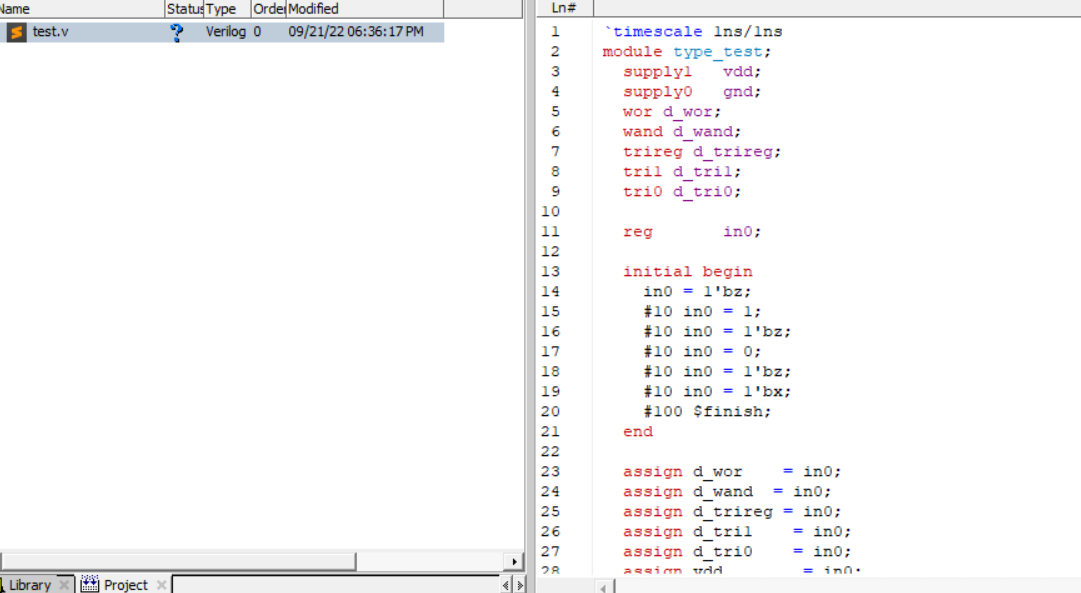 Name Status Type Order Modified
test.v Verilog 0 09/21/22 06:36:17 PM
Library Project
Ln#
1 `timescale 1ns/1ns
2 module type_test;
3 supply1 vdd;
4 supply0 gnd;
5 wor d_wor;
6 wand d_wand;
7 trireg d_trireg;
8 tri1 d_tri1;
9 tri0 d_tri0;
10
11 reg in0;
12
13 initial begin
14 in0 = 1'bz;
15 #10 in0 = 1;
16 #10 in0 = 1'bz;
17 #10 in0 = 0;
18 #10 in0 = 1'bz;
19 #10 in0 = 1'bx;
20 #100 $finish;
21 end
22
23 assign d_wor = in0;
24 assign d_wand = in0;
25 assign d_trireg = in0;
26 assign d_tri1 = in0;
27 assign d_tri0 = in0;
28 assign vdd = in0;